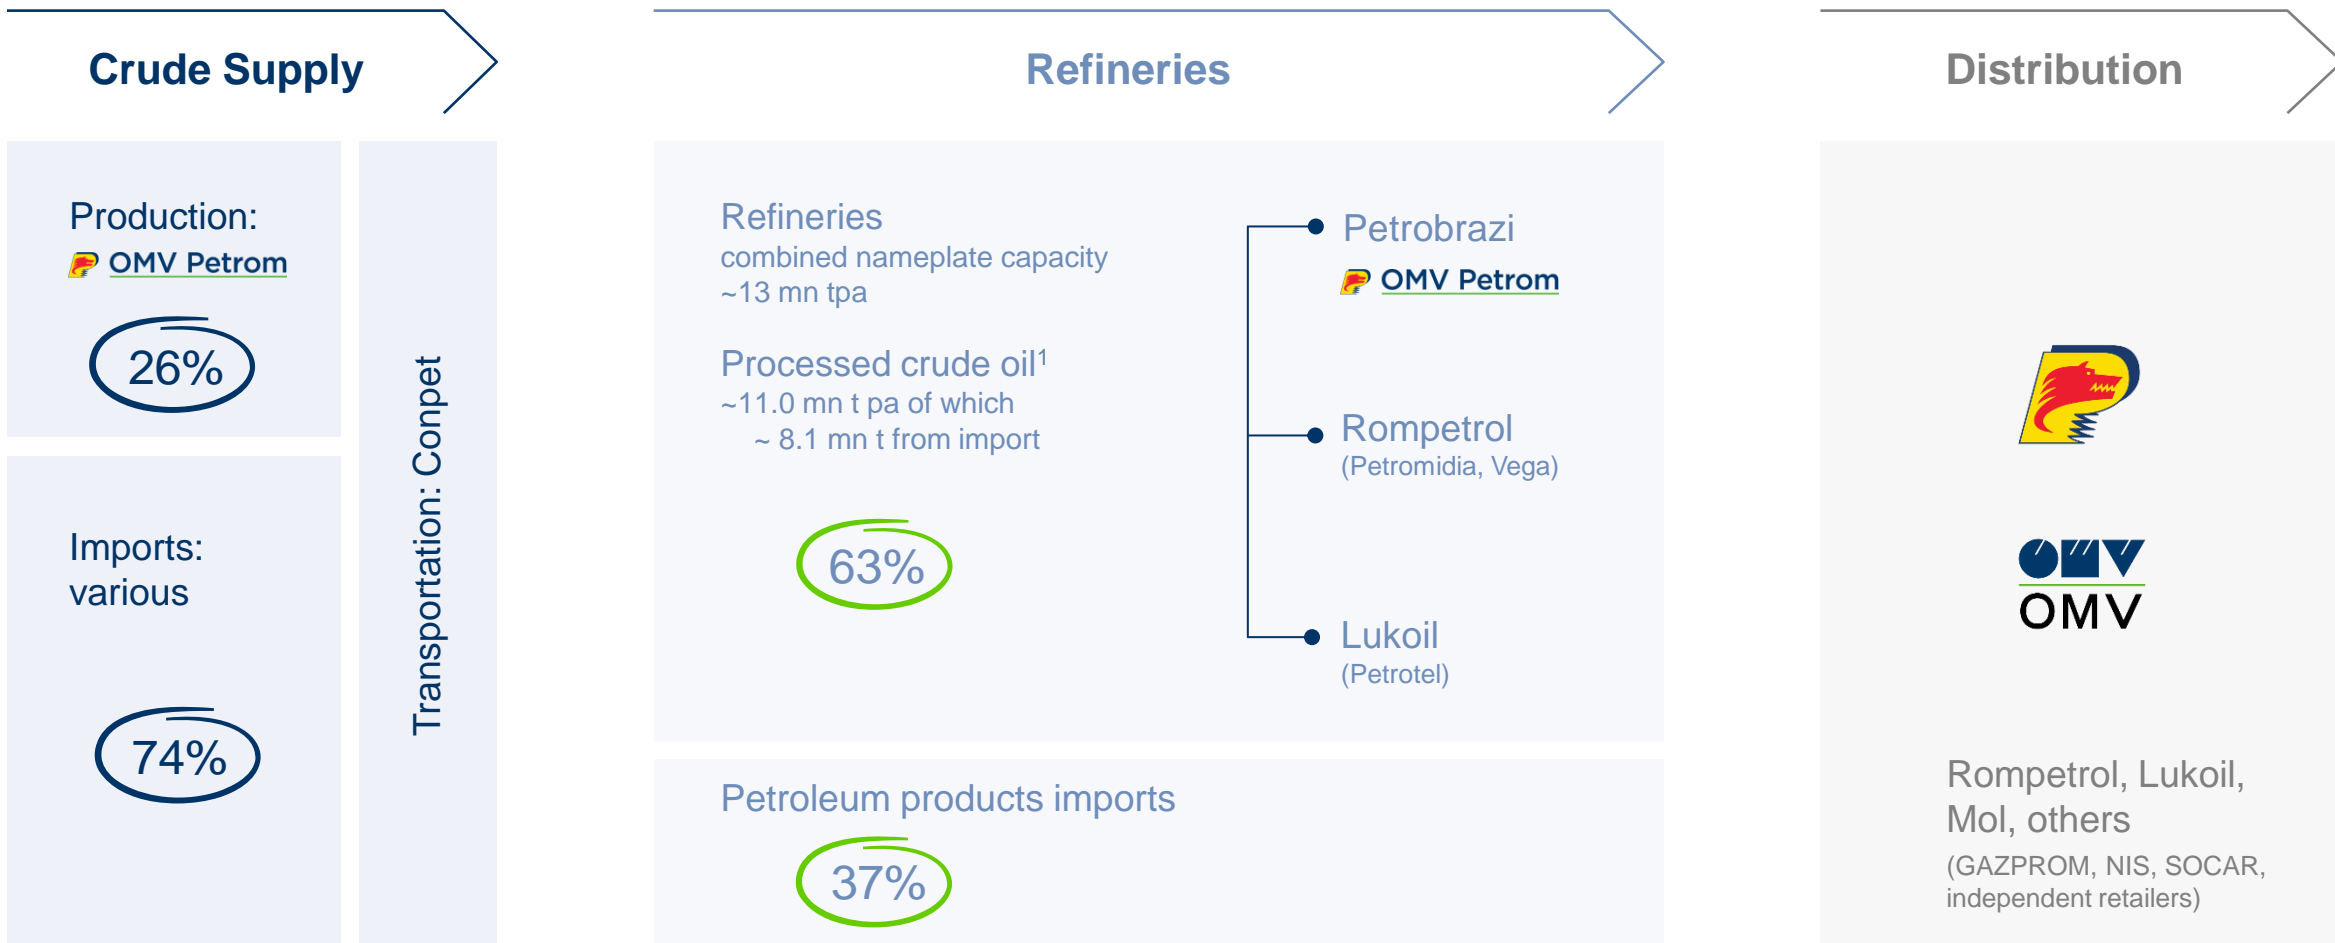 Crude Supply
Refineries
Distribution
Production:
OMV Petrom
26%
Imports:
various
74%
Transportation: Conpet
Refineries
combined nameplate capacity
~13 mn tpa
Processed crude oil¹
~11.0 mn t pa of which
~ 8.1 mn t from import
63%
Petrobrazi
OMV Petrom
Rompetrol
(Petromidia, Vega)
Lukoil
(Petrotel)
Petroleum products imports
37%
OMV
OMV
Rompetrol, Lukoil,
Mol, others
(GAZPROM, NIS, SOCAR,
independent retailers)